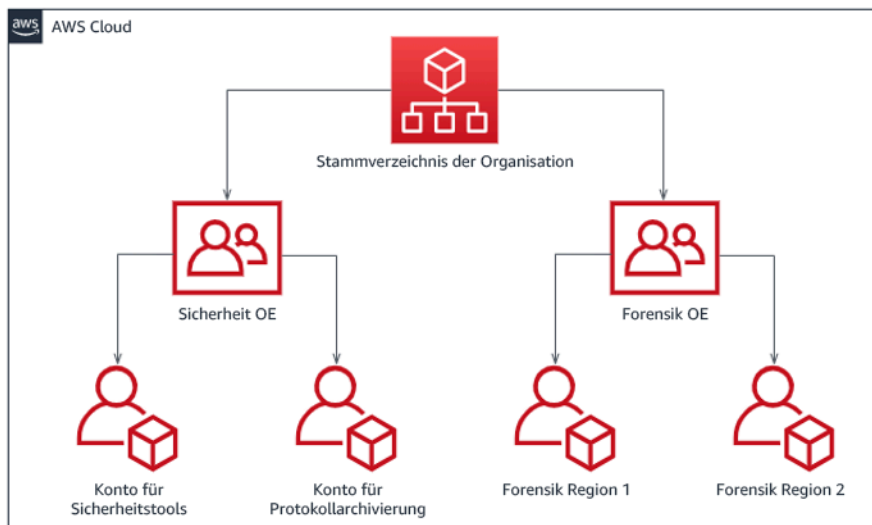 aws
AWS Cloud
Stammverzeichnis der Organisation
Sicherheit OE
Forensik OE
Konto für
Sicherheitstools
Konto für
Protokollarchivierung
Forensik Region 1
Forensik Region 2